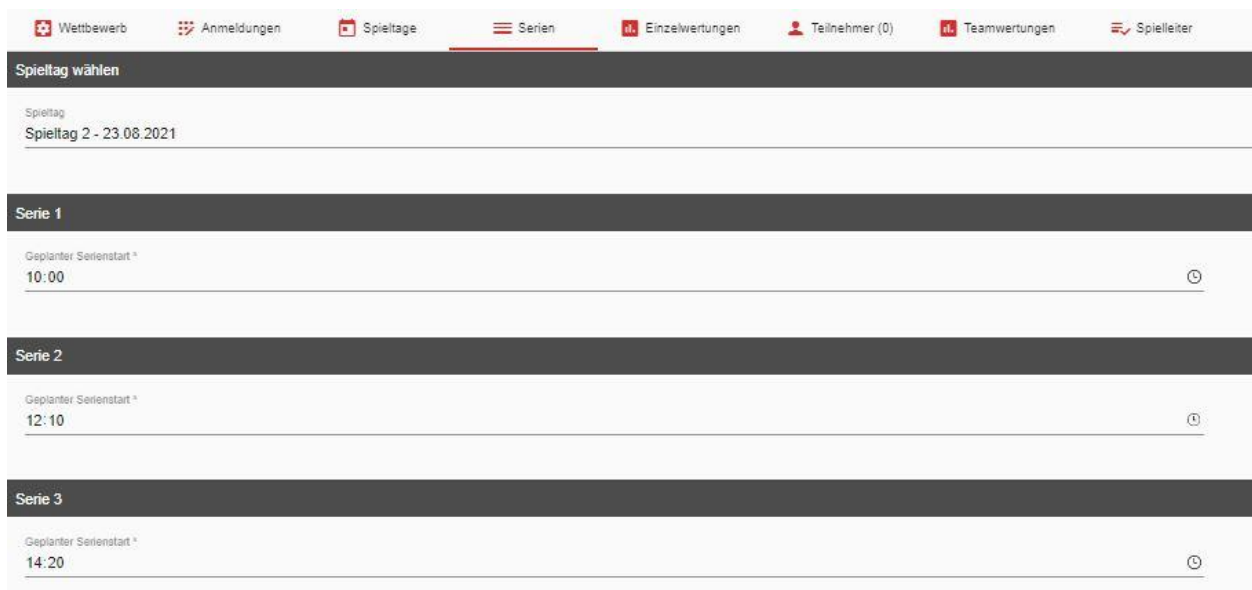 Wettbewerb Anmeldungen Spieltage Serien Einzelwertungen Teilnehmer (0) Teamwertungen Spielleiter
Spieltag wählen
Spieltag
Spieltag 2 - 23.08.2021
Serie 1
Geplanter Serienstart *
10:00
Serie 2
Geplanter Serienstart *
12:10
Serie 3
Geplanter Serienstart *
14:20